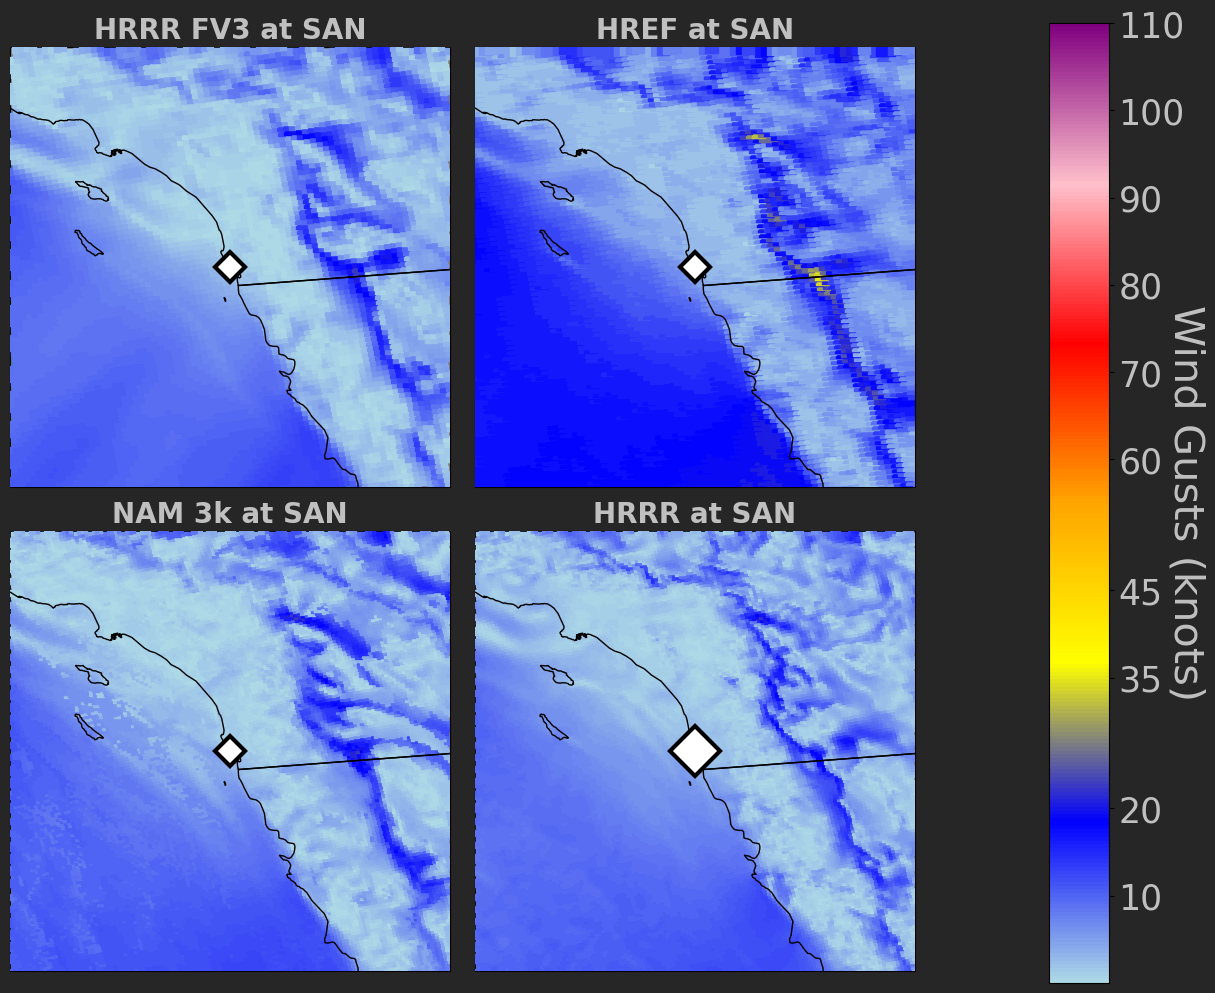 HRRR FV3 at SAN
HREF at SAN
NAM 3k at SAN
HRRR at SAN
110
100
90
80
70
60
45
35
20
10
Wind Gusts (knots)